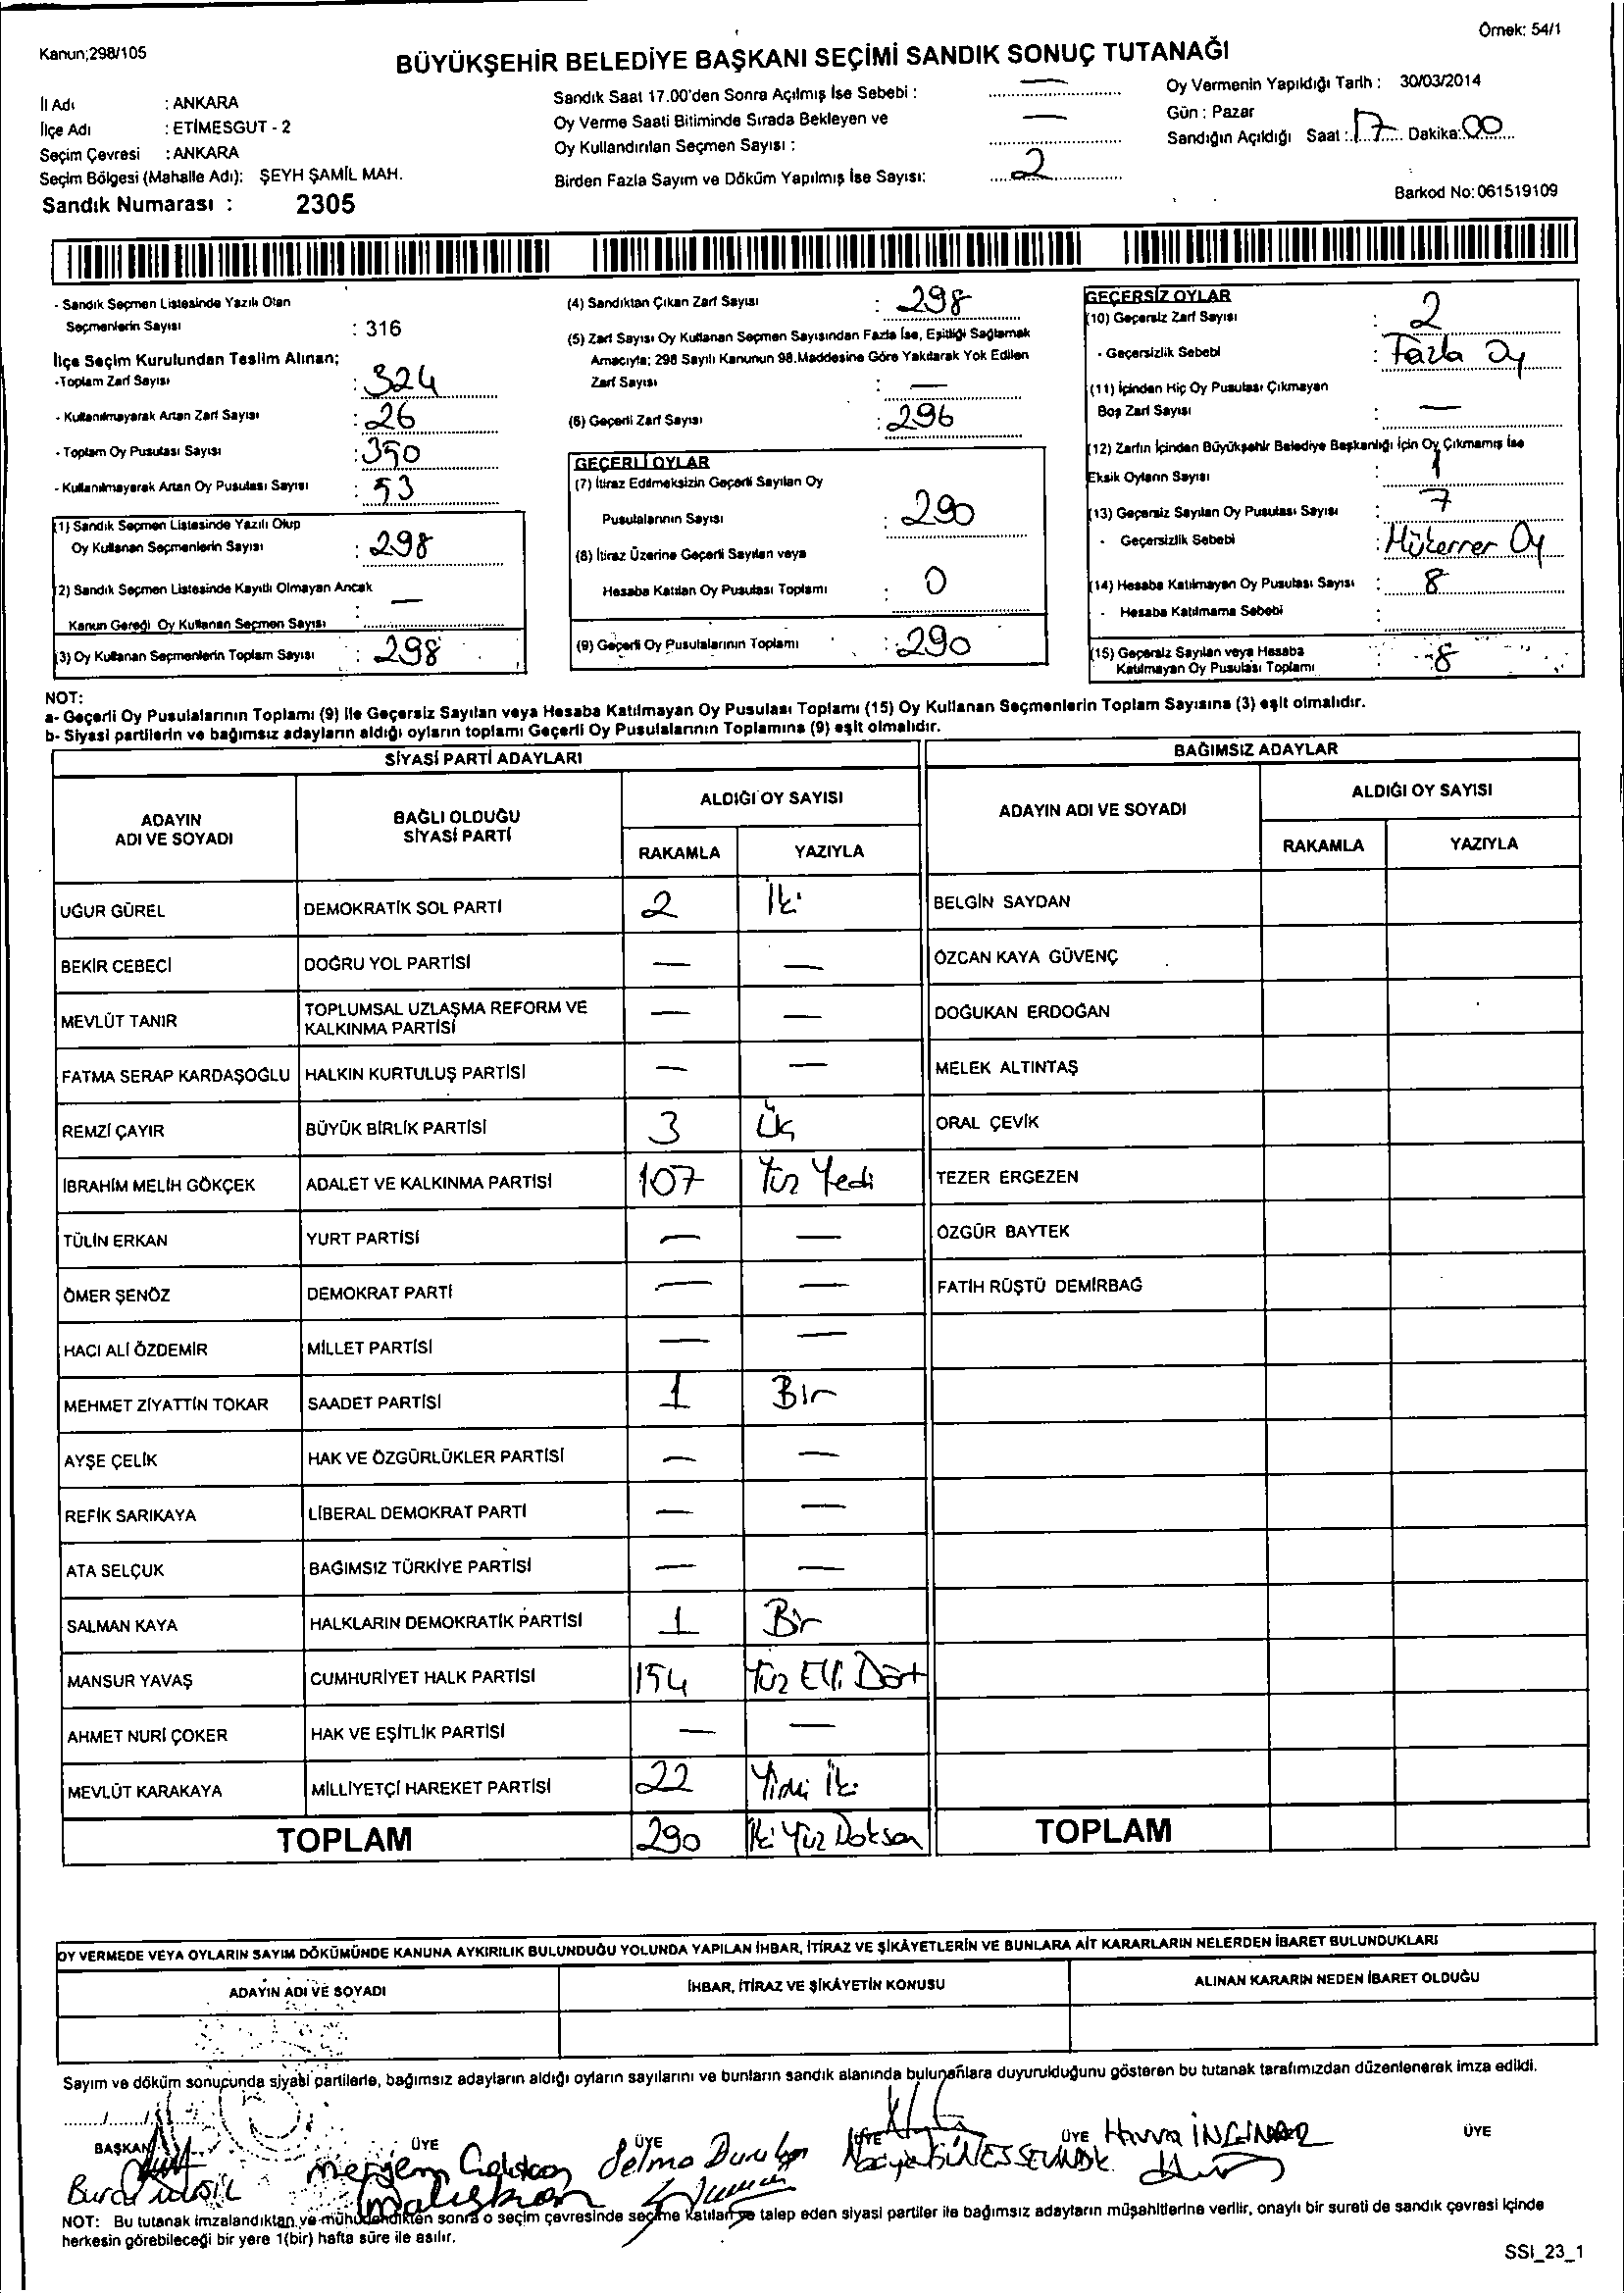 Örnek: 54/1
Kanun;298/105
BÜYÜKŞEHİR BELEDİYE BAŞKANI SEÇİMİ SANDIK SONUÇ TUTANAĞI
İl Adı : ANKARA
İlçe Adı : ETİMESGUT - 2
Seçim Çevresi : ANKARA
Seçim Bölgesi (Mahalle Adı): ŞEYH ŞAMİL MAH.
Sandık Numarası : 2305
Sandık Saat 17.00'den Sonra Açılmış İse Sebebi : —
Oy Verme Saati Bitiminde Sırada Bekleyen ve
Oy Kullandırılan Seçmen Sayısı : —
Birden Fazla Sayım ve Döküm Yapılmış İse Sayısı: 2
Oy Vermenin Yapıldığı Tarih : 30/03/2014
Gün : Pazar
Sandığın Açıldığı Saat : 17 Dakika: 00
Barkod No: 061519109
- Sandık Seçmen Listesinde Yazılı Olan
Seçmenlerin Sayısı : 316
İlçe Seçim Kurulundan Teslim Alınan;
-Toplam Zarf Sayısı : 324
- Kullanılmayarak Artan Zarf Sayısı : 26
- Toplam Oy Pusulası Sayısı : 350
- Kullanılmayarak Artan Oy Pusulası Sayısı : 53
(1) Sandık Seçmen Listesinde Yazılı Olup
Oy Kullanan Seçmenlerin Sayısı : 298
(2) Sandık Seçmen Listesinde Kayıtlı Olmayan Ancak
Kanun Gereği Oy Kullanan Seçmen Sayısı : —
(3) Oy Kullanan Seçmenlerin Toplam Sayısı : 298
(4) Sandıktan Çıkan Zarf Sayısı : 298
(5) Zarf Sayısı Oy Kullanan Seçmen Sayısından Fazla İse, Eşitliği Sağlamak
Amacıyla; 298 Sayılı Kanunun 98.Maddesine Göre Yakılarak Yok Edilen
Zarf Sayısı : —
(6) Geçerli Zarf Sayısı : 296
GEÇERLİ OYLAR
(7) İtiraz Edilmeksizin Geçerli Sayılan Oy
Pusulalarının Sayısı : 290
(8) İtiraz Üzerine Geçerli Sayılan veya
Hesaba Katılan Oy Pusulası Toplamı : 0
(9) Geçerli Oy Pusulalarının Toplamı : 290
GEÇERSİZ OYLAR
(10) Geçersiz Zarf Sayısı : 2
- Geçersizlik Sebebi : Fazla Oy
(11) İçinden Hiç Oy Pusulası Çıkmayan
Boş Zarf Sayısı : —
(12) Zarfın İçinden Büyükşehir Belediye Başkanlığı İçin Oy Çıkmamış İse
Eksik Oyların Sayısı : 1
(13) Geçersiz Sayılan Oy Pusulası Sayısı : 7
- Geçersizlik Sebebi : Mükerrer Oy
(14) Hesaba Katılmayan Oy Pusulası Sayısı : 8
- Hesaba Katılmama Sebebi :
(15) Geçersiz Sayılan veya Hesaba
Katılmayan Oy Pusulası Toplamı : 8
NOT:
a- Geçerli Oy Pusulalarının Toplamı (9) ile Geçersiz Sayılan veya Hesaba Katılmayan Oy Pusulası Toplamı (15) Oy Kullanan Seçmenlerin Toplam Sayısına (3) eşit olmalıdır.
b- Siyasi partilerin ve bağımsız adayların aldığı oyların toplamı Geçerli Oy Pusulalarının Toplamına (9) eşit olmalıdır.
SİYASİ PARTİ ADAYLARI
ADAYIN ADI VE SOYADI BAĞLI OLDUĞU SİYASİ PARTİ ALDIĞI OY SAYISI RAKAMLA YAZIYLA
UĞUR GÜREL DEMOKRATİK SOL PARTİ 2 İki
BEKİR CEBECİ DOĞRU YOL PARTİSİ — —
MEVLÜT TANIR TOPLUMSAL UZLAŞMA REFORM VE KALKINMA PARTİSİ — —
FATMA SERAP KARDAŞOĞLU HALKIN KURTULUŞ PARTİSİ — —
REMZİ ÇAYIR BÜYÜK BİRLİK PARTİSİ 3 Üç
İBRAHİM MELİH GÖKÇEK ADALET VE KALKINMA PARTİSİ 107 Yüz Yedi
TÜLİN ERKAN YURT PARTİSİ — —
ÖMER ŞENÖZ DEMOKRAT PARTİ — —
HACI ALİ ÖZDEMİR MİLLET PARTİSİ — —
MEHMET ZİYATTİN TOKAR SAADET PARTİSİ 1 Bir
AYŞE ÇELİK HAK VE ÖZGÜRLÜKLER PARTİSİ — —
REFİK SARIKAYA LİBERAL DEMOKRAT PARTİ — —
ATA SELÇUK BAĞIMSIZ TÜRKİYE PARTİSİ — —
SALMAN KAYA HALKLARIN DEMOKRATİK PARTİSİ 1 Bir
MANSUR YAVAŞ CUMHURİYET HALK PARTİSİ 154 Yüz Elli Dört
AHMET NURİ ÇOKER HAK VE EŞİTLİK PARTİSİ — —
MEVLÜT KARAKAYA MİLLİYETÇİ HAREKET PARTİSİ 22 Yirmi İki
TOPLAM 290 İki Yüz Doksan
BAĞIMSIZ ADAYLAR
ADAYIN ADI VE SOYADI ALDIĞI OY SAYISI RAKAMLA YAZIYLA
BELGİN SAYDAN
ÖZCAN KAYA GÜVENÇ
DOĞUKAN ERDOĞAN
MELEK ALTINTAŞ
ORAL ÇEVİK
TEZER ERGEZEN
ÖZGÜR BAYTEK
FATİH RÜŞTÜ DEMİRBAĞ
TOPLAM
OY VERMEDE VEYA OYLARIN SAYIM DÖKÜMÜNDE KANUNA AYKIRILIK BULUNDUĞU YOLUNDA YAPILAN İHBAR, İTİRAZ VE ŞİKÂYETLERİN VE BUNLARA AİT KARARLARIN NELERDEN İBARET BULUNDUKLARI
ADAYIN ADI VE SOYADI İHBAR, İTİRAZ VE ŞİKÂYETİN KONUSU ALINAN KARARIN NEDEN İBARET OLDUĞU
Sayım ve döküm sonucunda siyasi partilerle, bağımsız adayların aldığı oyların sayılarını ve bunların sandık alanında bulunanlara duyurulduğunu gösteren bu tutanak tarafımızdan düzenlenerek imza edildi.
BAŞKAN ÜYE ÜYE ÜYE ÜYE ÜYE
Meryem Çalışkan Selma Havva
NOT: Bu tutanak imzalandıktan ve mühürlendikten sonra o seçim çevresinde seçime katılan ve talep eden siyasi partiler ile bağımsız adayların müşahitlerine verilir, onaylı bir sureti de sandık çevresi içinde
herkesin görebileceği bir yere 1(bir) hafta süre ile asılır.
SSI_23_1